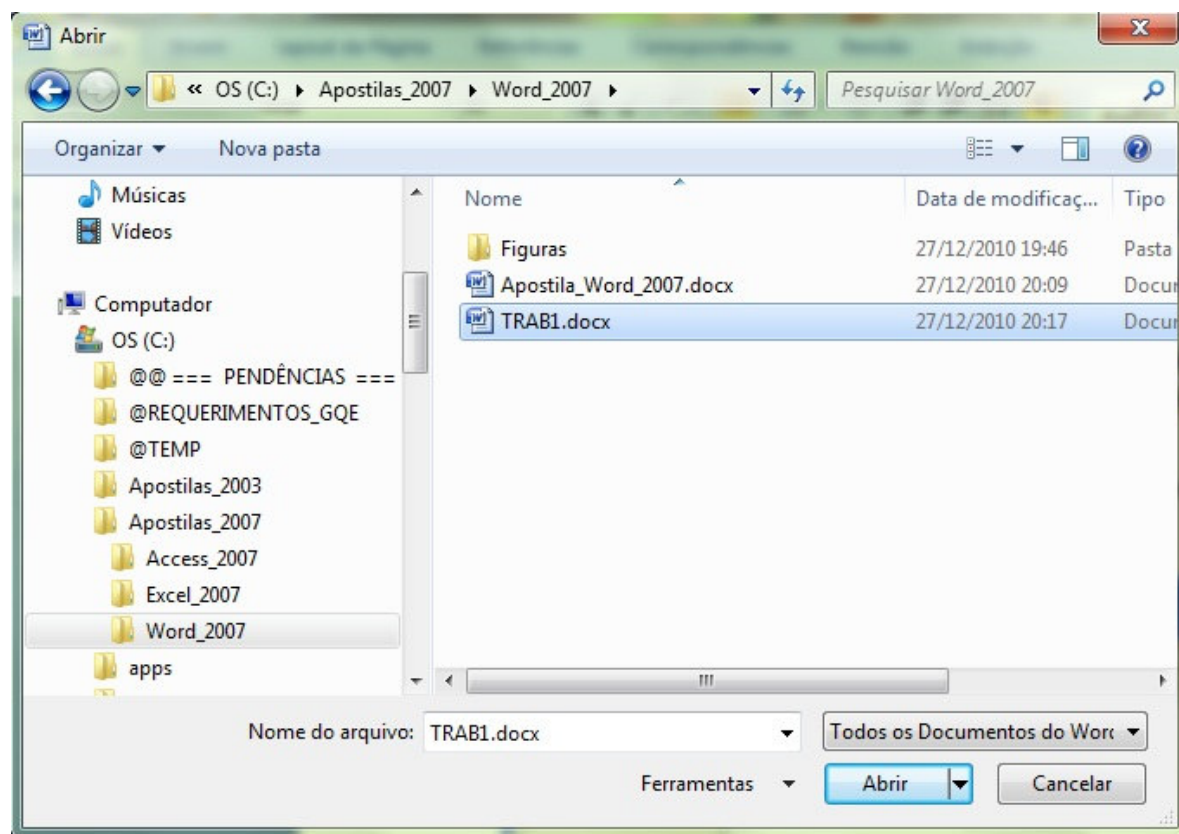 Abrir
« OS (C:) Apostilas_2007 Word_2007 Pesquisar Word_2007
Organizar Nova pasta
Músicas
Vídeos
Computador
OS (C:)
@@ === PENDÊNCIAS ===
@REQUERIMENTOS_GQE
@TEMP
Apostilas_2003
Apostilas_2007
Access_2007
Excel_2007
Word_2007
apps
Nome Data de modificaç... Tipo
Figuras 27/12/2010 19:46 Pasta
Apostila_Word_2007.docx 27/12/2010 20:09 Docur
TRAB1.docx 27/12/2010 20:17 Docur
Nome do arquivo: TRAB1.docx Todos os Documentos do Worc
Ferramentas Abrir Cancelar